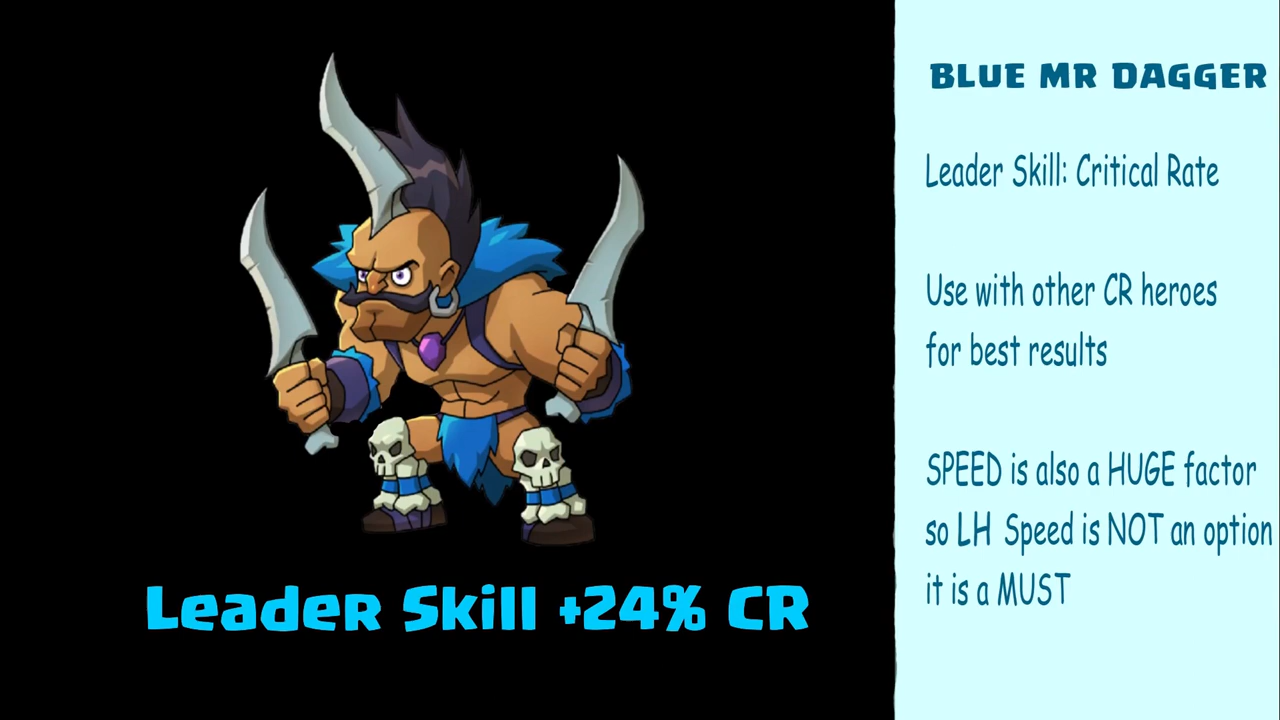 BLUE MR DAGGER
Leader Skill: Critical Rate
Use with other CR heroes
for best results
SPEED is also a HUGE factor
so LH Speed is NOT an option
it is a MUST
Leader Skill +24% CR